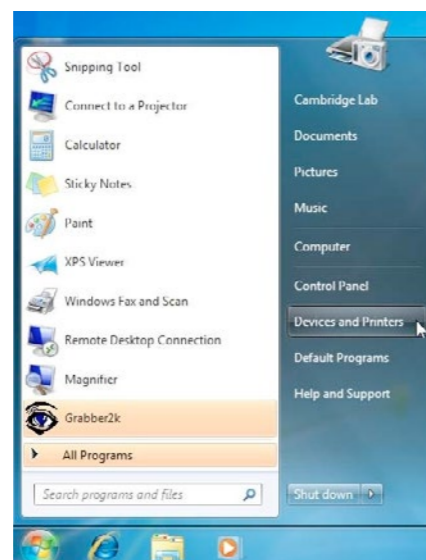 Snipping Tool
Connect to a Projector
Calculator
Sticky Notes
Paint
XPS Viewer
Windows Fax and Scan
Remote Desktop Connection
Magnifier
Grabber2k
All Programs
Search programs and files
Cambridge Lab
Documents
Pictures
Music
Computer
Control Panel
Devices and Printers
Default Programs
Help and Support
Shut down